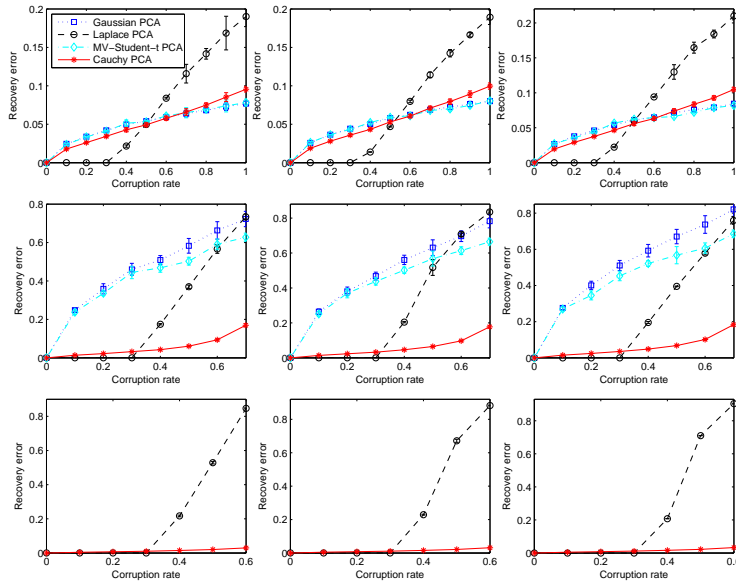 0.2
0.15
0.1
0.05
0
Recovery error
Gaussian PCA
Laplace PCA
MV−Student−t PCA
Cauchy PCA
0 0.2 0.4 0.6 0.8 1
Corruption rate
0.2
0.15
0.1
0.05
0
Recovery error
0 0.2 0.4 0.6 0.8 1
Corruption rate
0.2
0.15
0.1
0.05
0
Recovery error
0 0.2 0.4 0.6 0.8 1
Corruption rate
0.8
0.6
0.4
0.2
0
Recovery error
0 0.2 0.4 0.6
Corruption rate
0.8
0.6
0.4
0.2
0
Recovery error
0 0.2 0.4 0.6
Corruption rate
0.8
0.6
0.4
0.2
0
Recovery error
0 0.2 0.4 0.6
Corruption rate
0.8
0.6
0.4
0.2
0
Recovery error
0 0.2 0.4 0.6
Corruption rate
0.8
0.6
0.4
0.2
0
Recovery error
0 0.2 0.4 0.6
Corruption rate
0.8
0.6
0.4
0.2
0
Recovery error
0 0.2 0.4 0.6
Corruption rate